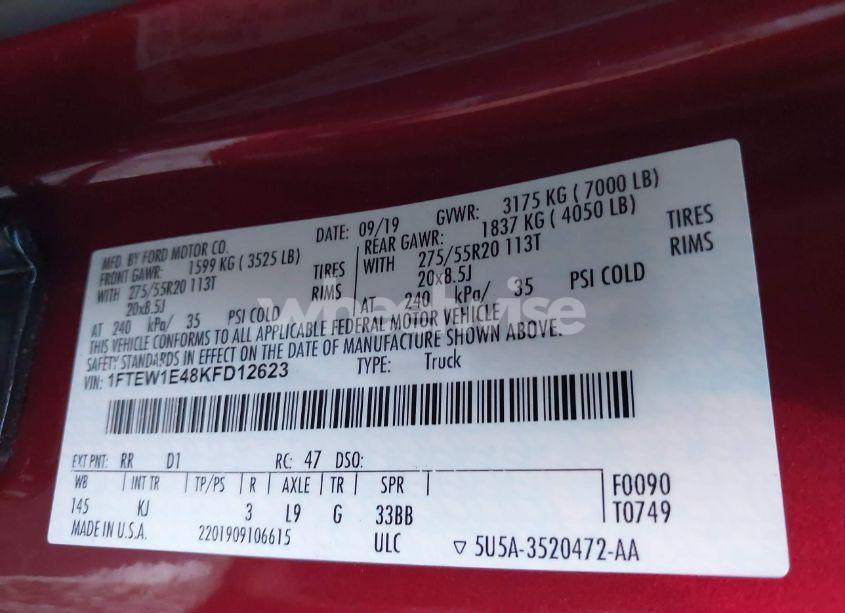 MFD. BY FORD MOTOR CO. DATE: 09/19 GVWR: 3175 KG ( 7000 LB)
FRONT GAWR: 1599 KG ( 3525 LB) REAR GAWR: 1837 KG ( 4050 LB)
WITH 275/55R20 113T TIRES WITH 275/55R20 113T TIRES
20x8.5J RIMS 20x8.5J RIMS
AT 240 kPa/ 35 PSI COLD AT 240 kPa/ 35 PSI COLD
THIS VEHICLE CONFORMS TO ALL APPLICABLE FEDERAL MOTOR VEHICLE
SAFETY STANDARDS IN EFFECT ON THE DATE OF MANUFACTURE SHOWN ABOVE.
VIN: 1FTEW1E48KFD12623 TYPE: Truck
EXT PNT: RR D1 RC: 47 DSO:
WB INT TR TP/PS R AXLE TR SPR F0090
145 KJ 3 L9 G 33BB T0749
MADE IN U.S.A. 2201909106615 ULC ▽ 5U5A-3520472-AA